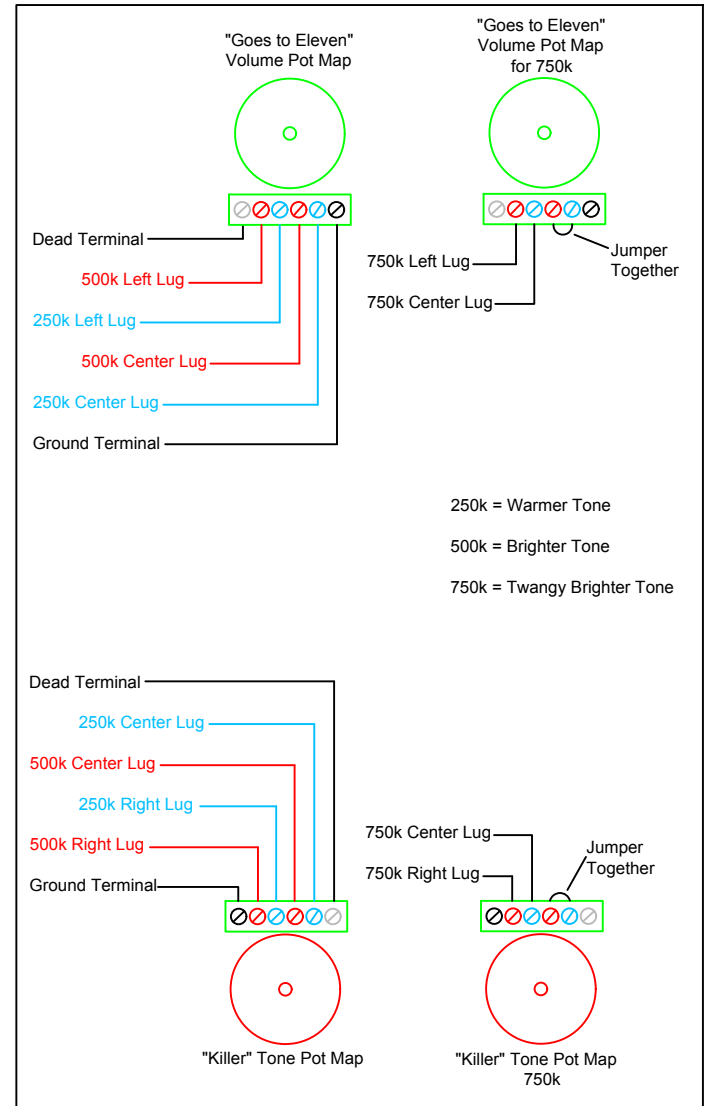 "Goes to Eleven"
Volume Pot Map
"Goes to Eleven"
Volume Pot Map
for 750k
Dead Terminal
500k Left Lug
250k Left Lug
500k Center Lug
250k Center Lug
Ground Terminal
750k Left Lug
750k Center Lug
Jumper
Together
250k = Warmer Tone
500k = Brighter Tone
750k = Twangy Brighter Tone
Dead Terminal
250k Center Lug
500k Center Lug
250k Right Lug
500k Right Lug
Ground Terminal
750k Center Lug
750k Right Lug
Jumper
Together
"Killer" Tone Pot Map
"Killer" Tone Pot Map
750k